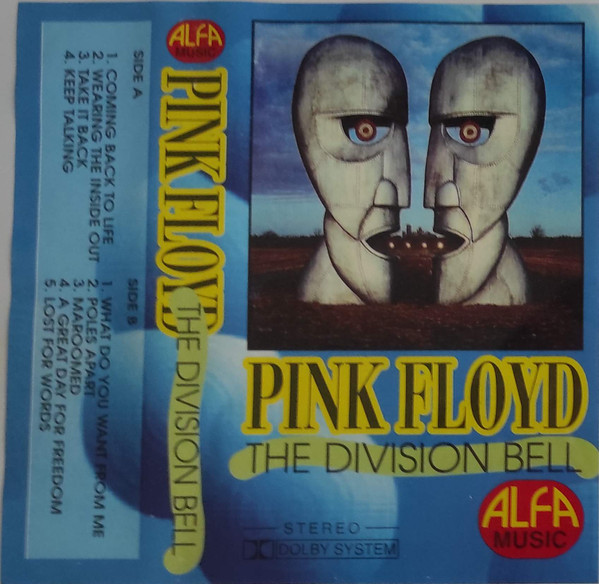 SIDE A
1. COMING BACK TO LIFE
2. WEARING THE INSIDE OUT
3. TAKE IT BACK
4. KEEP TALKING
SIDE B
1. WHAT DO YOU WANT FROM ME
2. POLES APART
3. MAROOMED
4. A GREAT DAY FOR FREEDOM
5. LOST FOR WORDS
ALFA
MUSIC
PINK FLOYD
THE DIVISION BELL
PINK FLOYD
THE DIVISION BELL
STEREO
DOLBY SYSTEM
ALFA
MUSIC